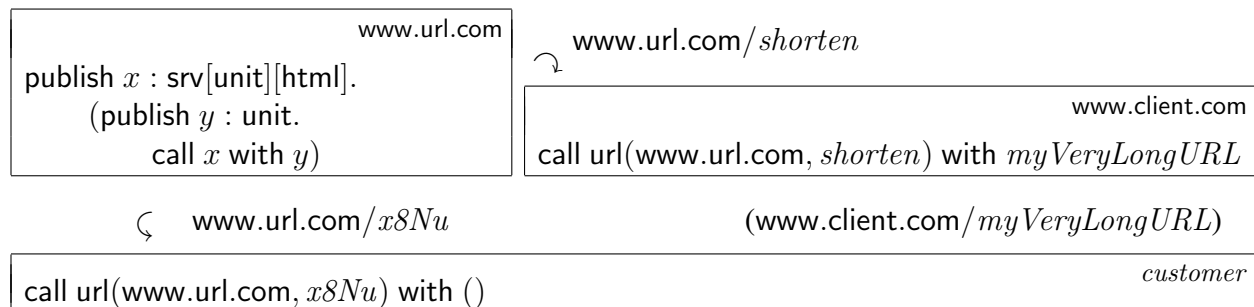 www.url.com
publish x : srv[unit][html].
(publish y : unit.
call x with y)
www.url.com/shorten
www.client.com
call url(www.url.com, shorten) with myVeryLongURL
www.url.com/x8Nu
(www.client.com/myVeryLongURL)
customer
call url(www.url.com, x8Nu) with ()